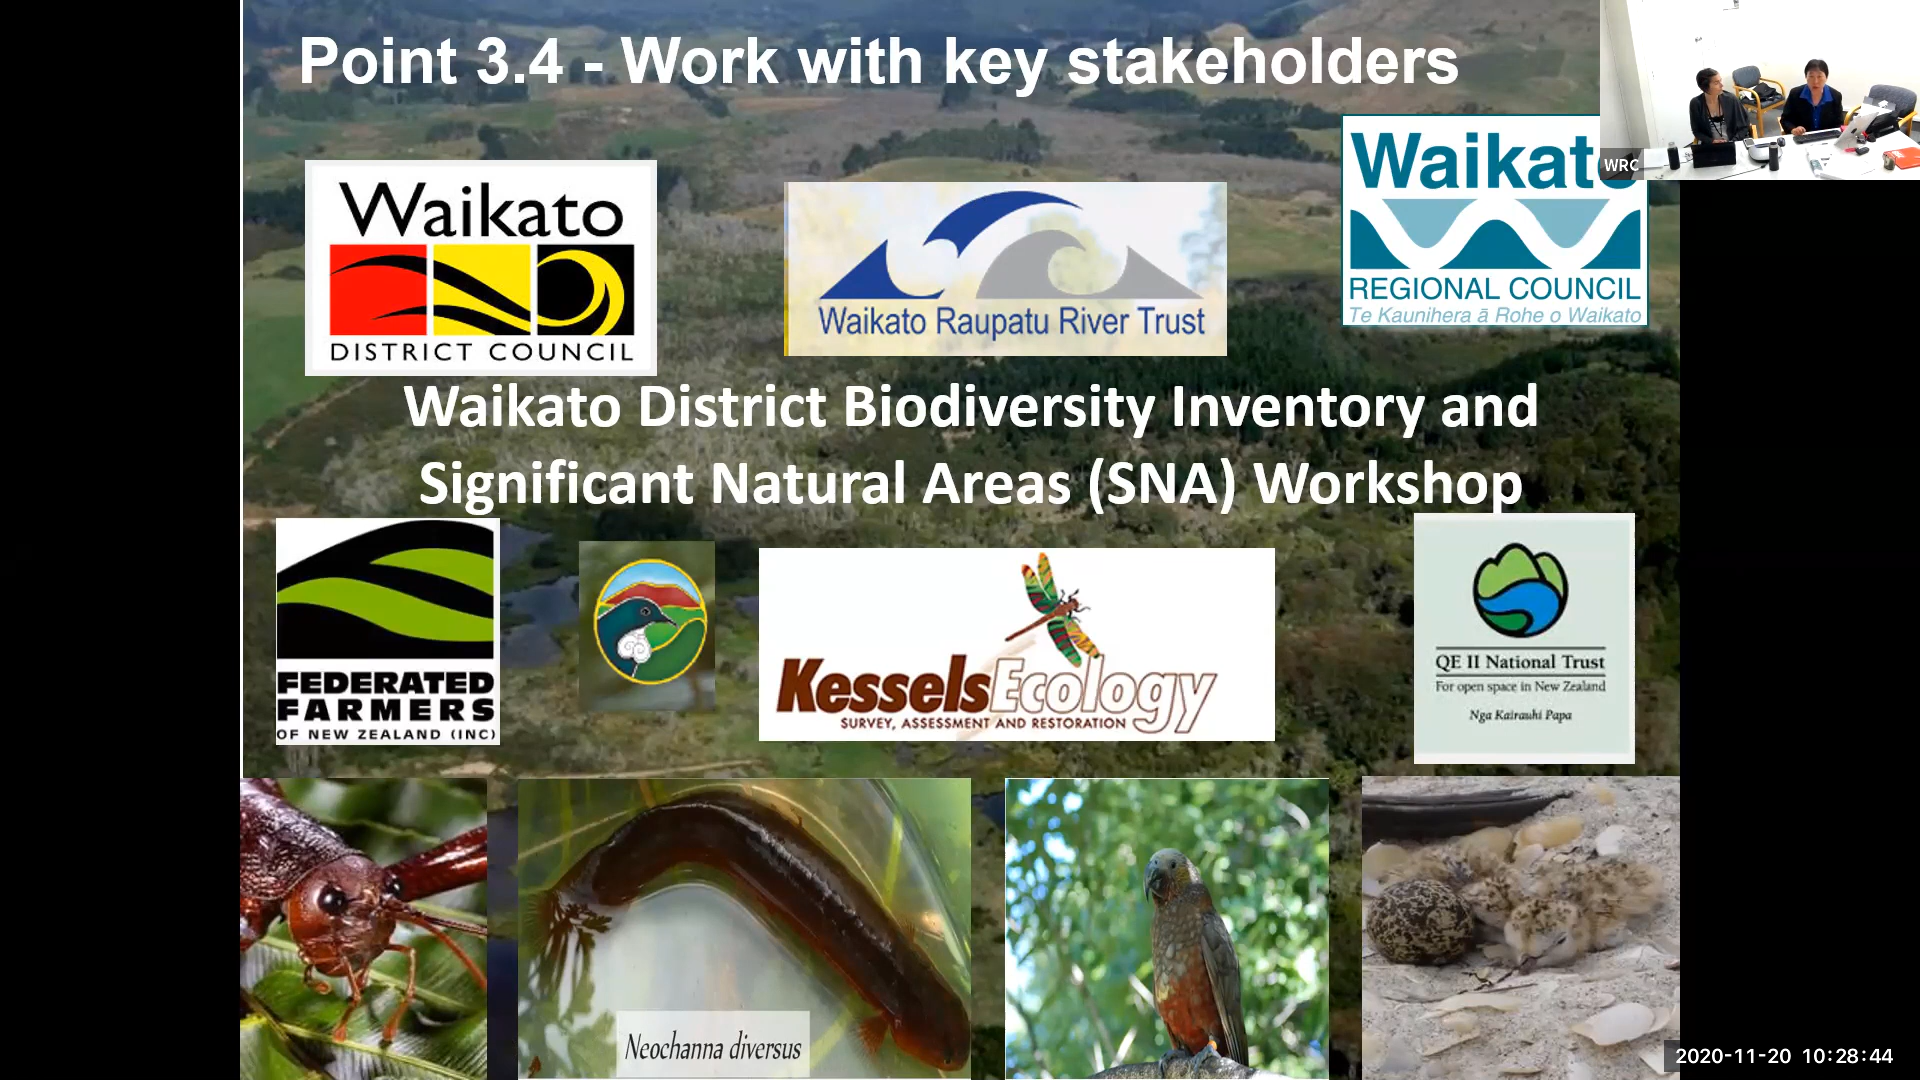 Point 3.4 - Work with key stakeholders
WRC
Waikato
DISTRICT COUNCIL
Waikato Raupatu River Trust
Waikato
REGIONAL COUNCIL
Te Kaunihera ā Rohe o Waikato
Waikato District Biodiversity Inventory and
Significant Natural Areas (SNA) Workshop
FEDERATED
FARMERS
OF NEW ZEALAND (INC)
KesselsEcology
SURVEY, ASSESSMENT AND RESTORATION
QE II National Trust
For open space in New Zealand
Nga Kairauhi Papa
Neochanna diversus
2020-11-20 10:28:44